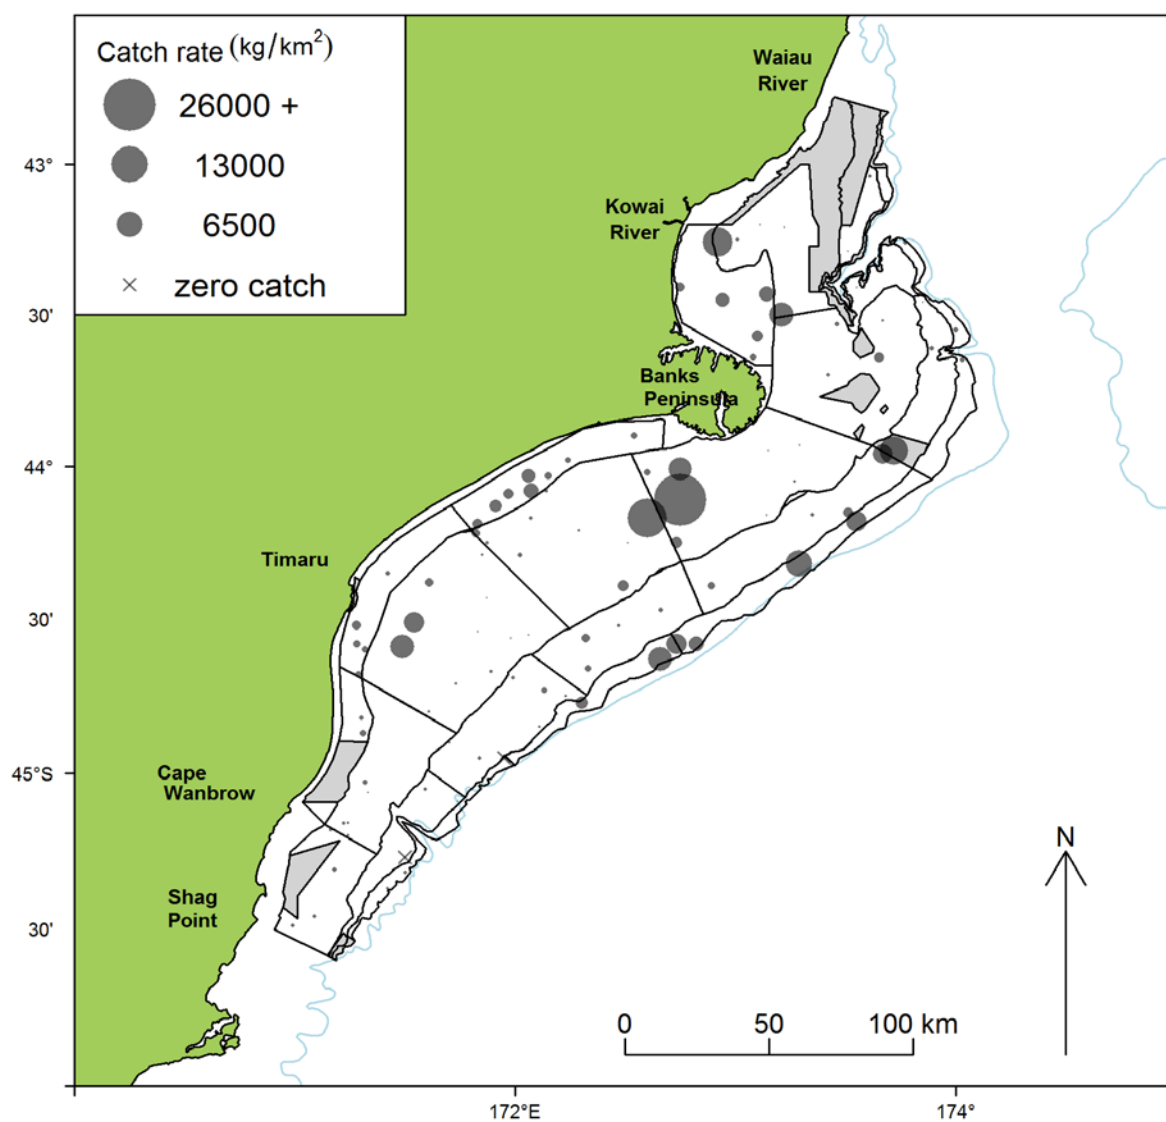 Catch rate (kg/km²)
26000 +
13000
6500
zero catch
Waiau
River
43°
Kowai
River
30'
Banks
Peninsula
44°
Timaru
30'
45°S
Cape
Wanbrow
Shag
Point
30'
N
0 50 100 km
172°E 174°